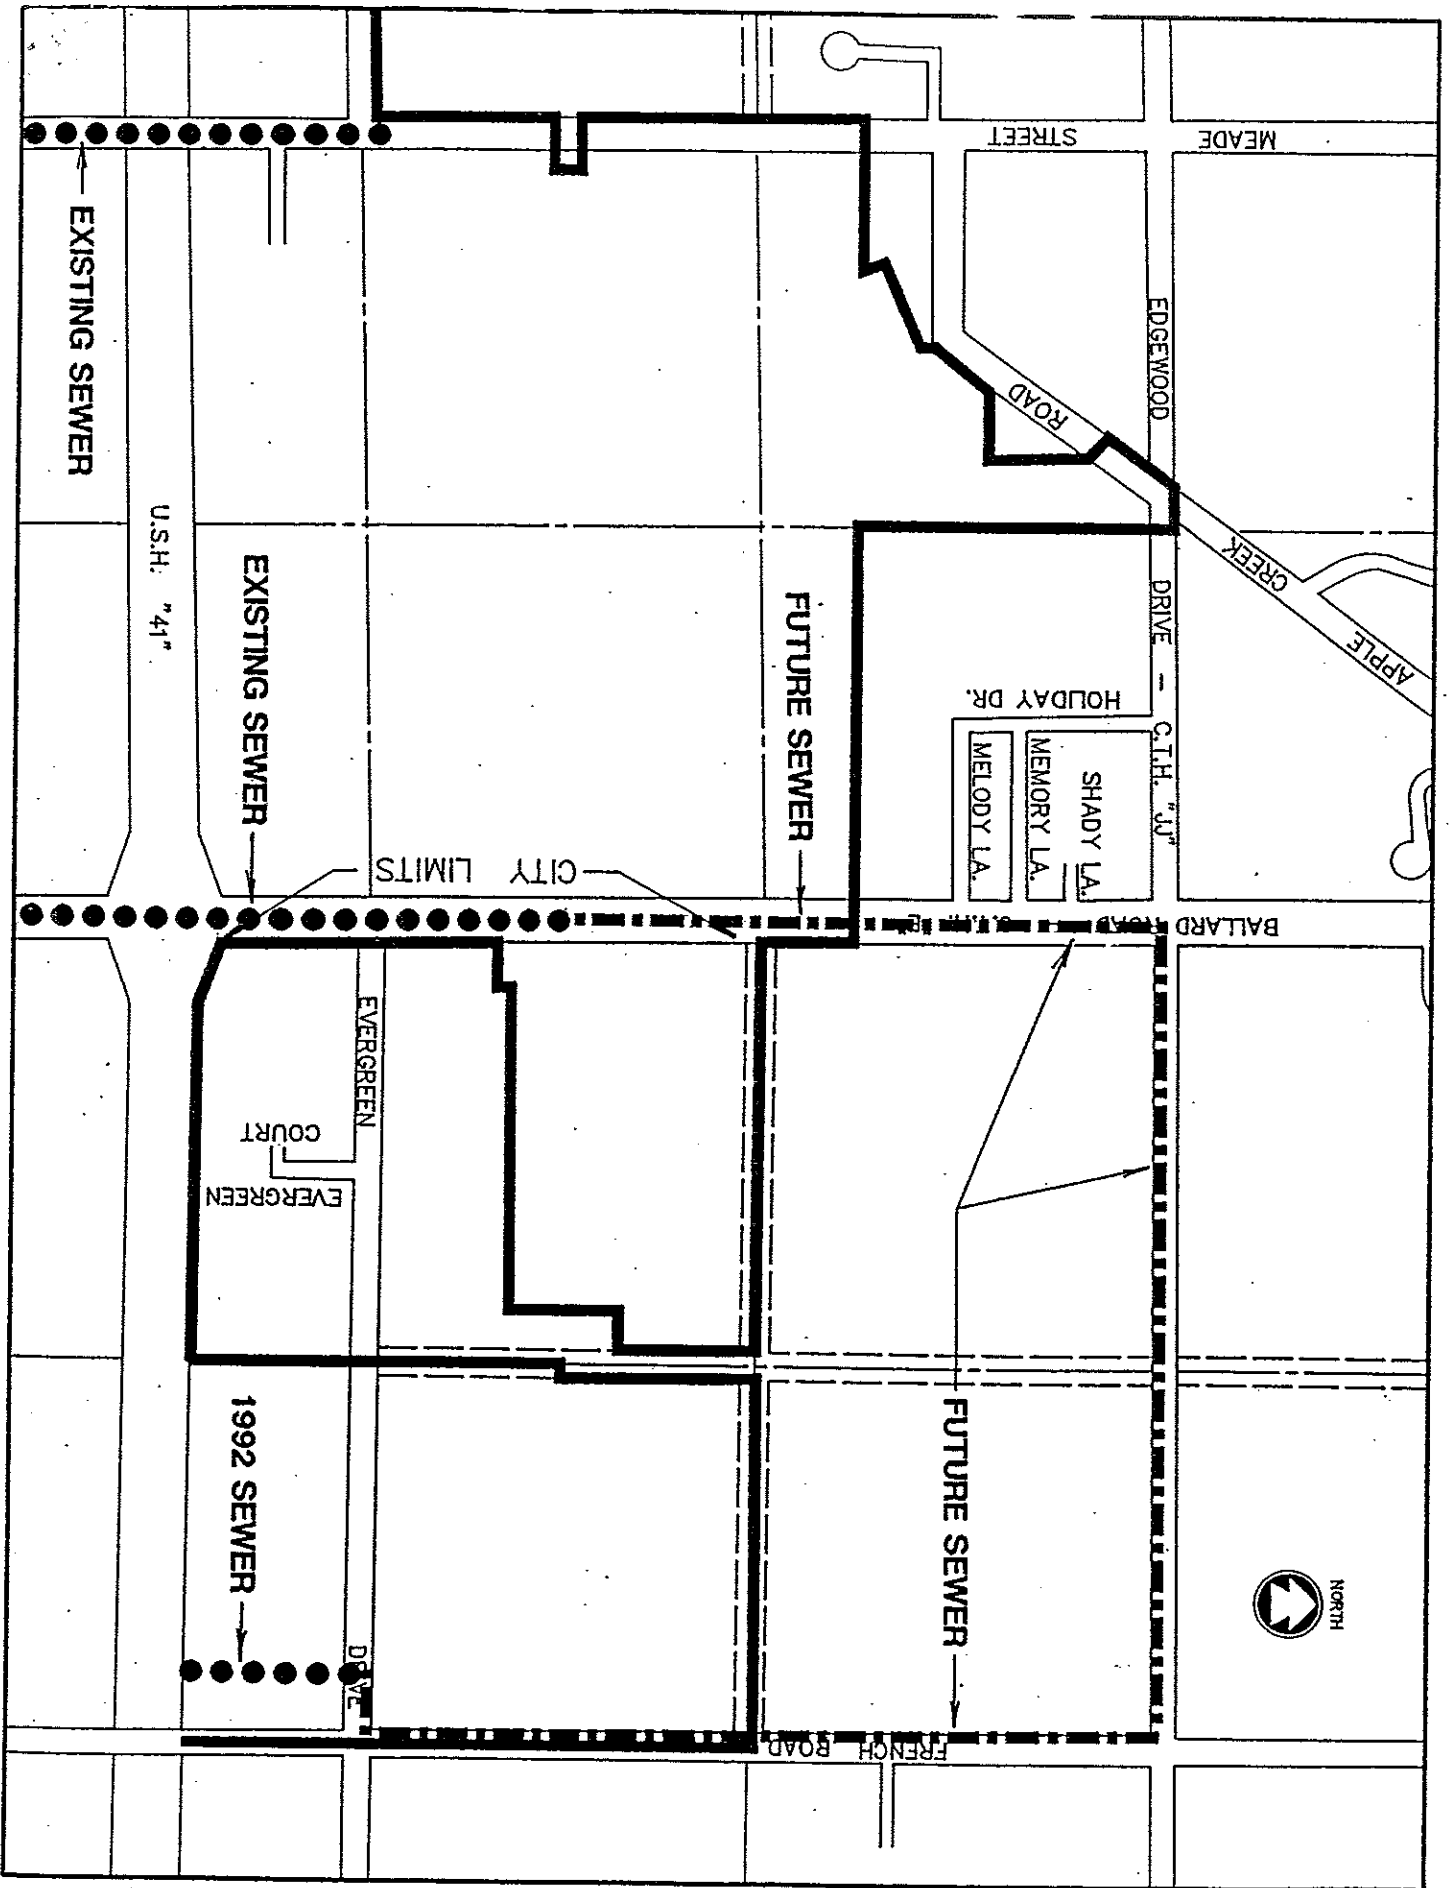 MEADE
STREET
EDGEWOOD
DRIVE - C.T.H. "JJ"
APPLE
CREEK
ROAD
HOLIDAY DR.
SHADY LA.
MEMORY LA.
MELODY LA.
BALLARD ROAD
FUTURE SEWER
CITY LIMITS
EXISTING SEWER
EXISTING SEWER
U.S.H. "41"
EVERGREEN
DRIVE
EVERGREEN
COURT
1992 SEWER
FUTURE SEWER
FRENCH ROAD
NORTH